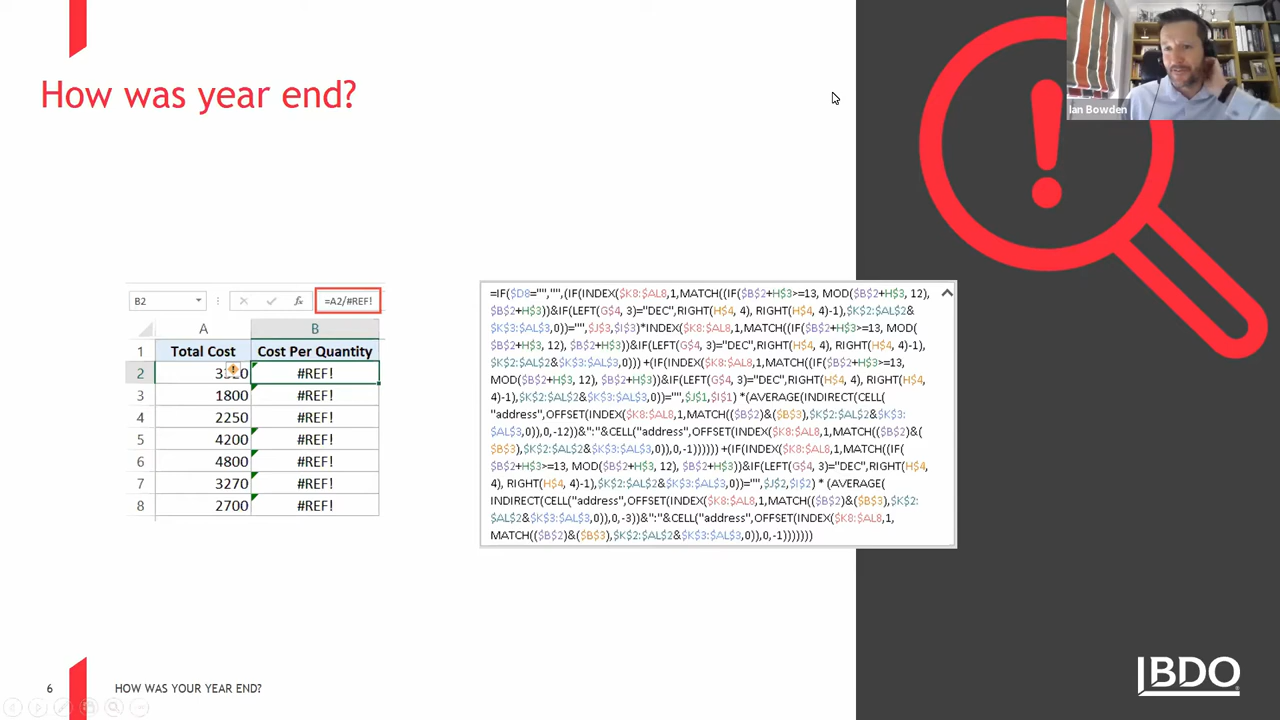 How was year end?
Ian Bowden
B2
fx
=A2/#REF!
A B
1 Total Cost Cost Per Quantity
2 #REF!
3 1800 #REF!
4 2250 #REF!
5 4200 #REF!
6 4800 #REF!
7 3270 #REF!
8 2700 #REF!
=IF($D8="","",(IF(INDEX($K8:$AL8,1,MATCH((IF($B$2+H$3>=13, MOD($B$2+H$3, 12),
$B$2+H$3))&IF(LEFT(G$4, 3)="DEC",RIGHT(H$4, 4), RIGHT(H$4, 4)-1),$K$2:$AL$2&
$K$3:$AL$3,0))="",$J$3,$I$3)*INDEX($K8:$AL8,1,MATCH((IF($B$2+H$3>=13, MOD(
$B$2+H$3, 12), $B$2+H$3))&IF(LEFT(G$4, 3)="DEC",RIGHT(H$4, 4), RIGHT(H$4, 4)-1),
$K$2:$AL$2&$K$3:$AL$3,0))) +(IF(INDEX($K8:$AL8,1,MATCH((IF($B$2+H$3>=13,
MOD($B$2+H$3, 12), $B$2+H$3))&IF(LEFT(G$4, 3)="DEC",RIGHT(H$4, 4), RIGHT(H$4,
4)-1),$K$2:$AL$2&$K$3:$AL$3,0))="",$J$1,$I$1) *(AVERAGE(INDIRECT(CELL(
"address",OFFSET(INDEX($K8:$AL8,1,MATCH(($B$2)&($B$3),$K$2:$AL$2&$K$3:
$AL$3,0)),0,-12))&":"&CELL("address",OFFSET(INDEX($K8:$AL8,1,MATCH(($B$2)&(
$B$3),$K$2:$AL$2&$K$3:$AL$3,0)),0,-1)))))) +(IF(INDEX($K8:$AL8,1,MATCH((IF(
$B$2+H$3>=13, MOD($B$2+H$3, 12), $B$2+H$3))&IF(LEFT(G$4, 3)="DEC",RIGHT(H$4,
4), RIGHT(H$4, 4)-1),$K$2:$AL$2&$K$3:$AL$3,0))="",$J$2,$I$2) * (AVERAGE(
INDIRECT(CELL("address",OFFSET(INDEX($K8:$AL8,1,MATCH(($B$2)&($B$3),$K$2:
$AL$2&$K$3:$AL$3,0)),0,-3))&":"&CELL("address",OFFSET(INDEX($K8:$AL8,1,
MATCH(($B$2)&($B$3),$K$2:$AL$2&$K$3:$AL$3,0)),0,-1)))))))
6 HOW WAS YOUR YEAR END?
BDO